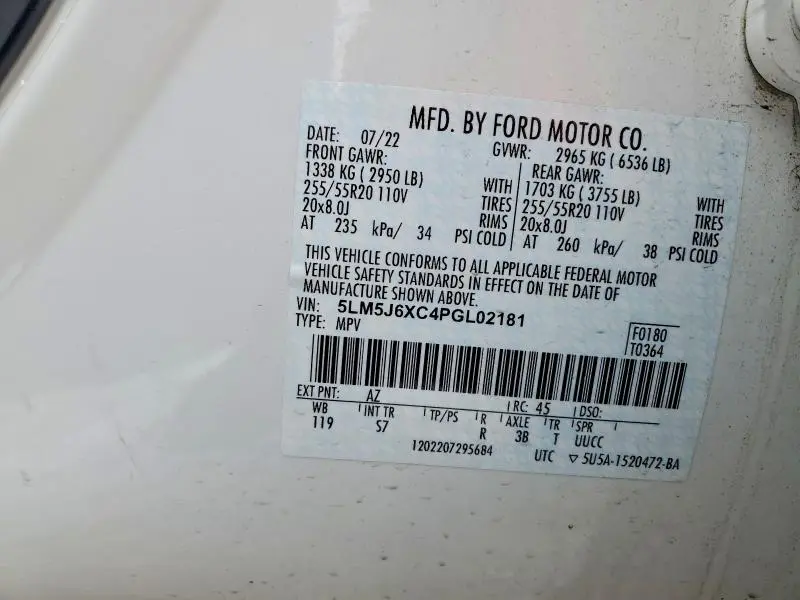 MFD. BY FORD MOTOR CO.
DATE: 07/22 GVWR: 2965 KG ( 6536 LB)
FRONT GAWR: REAR GAWR:
1338 KG ( 2950 LB) WITH 1703 KG ( 3755 LB) WITH
255/55R20 110V TIRES 255/55R20 110V TIRES
20x8.0J RIMS 20x8.0J RIMS
AT 235 kPa/ 34 PSI COLD AT 260 kPa/ 38 PSI COLD
THIS VEHICLE CONFORMS TO ALL APPLICABLE FEDERAL MOTOR
VEHICLE SAFETY STANDARDS IN EFFECT ON THE DATE OF
MANUFACTURE SHOWN ABOVE.
VIN: 5LM5J6XC4PGL02181
TYPE: MPV
F0180
T0364
EXT PNT: AZ RC: 45 DSO:
WB INT TR TP/PS R AXLE TR SPR
119 S7 R 3B T UUCC
1202207295684 UTC ▽ 5U5A-1520472-BA